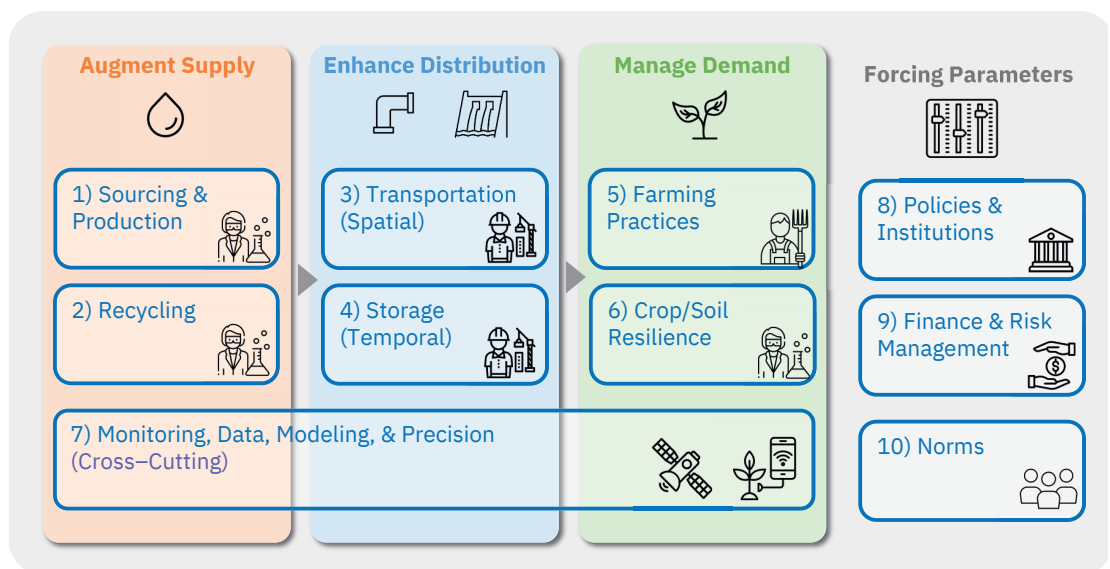 Augment Supply
1) Sourcing &
Production
2) Recycling
Enhance Distribution
3) Transportation
(Spatial)
4) Storage
(Temporal)
Manage Demand
5) Farming
Practices
6) Crop/Soil
Resilience
7) Monitoring, Data, Modeling, & Precision
(Cross–Cutting)
Forcing Parameters
8) Policies &
Institutions
9) Finance & Risk
Management
$
10) Norms